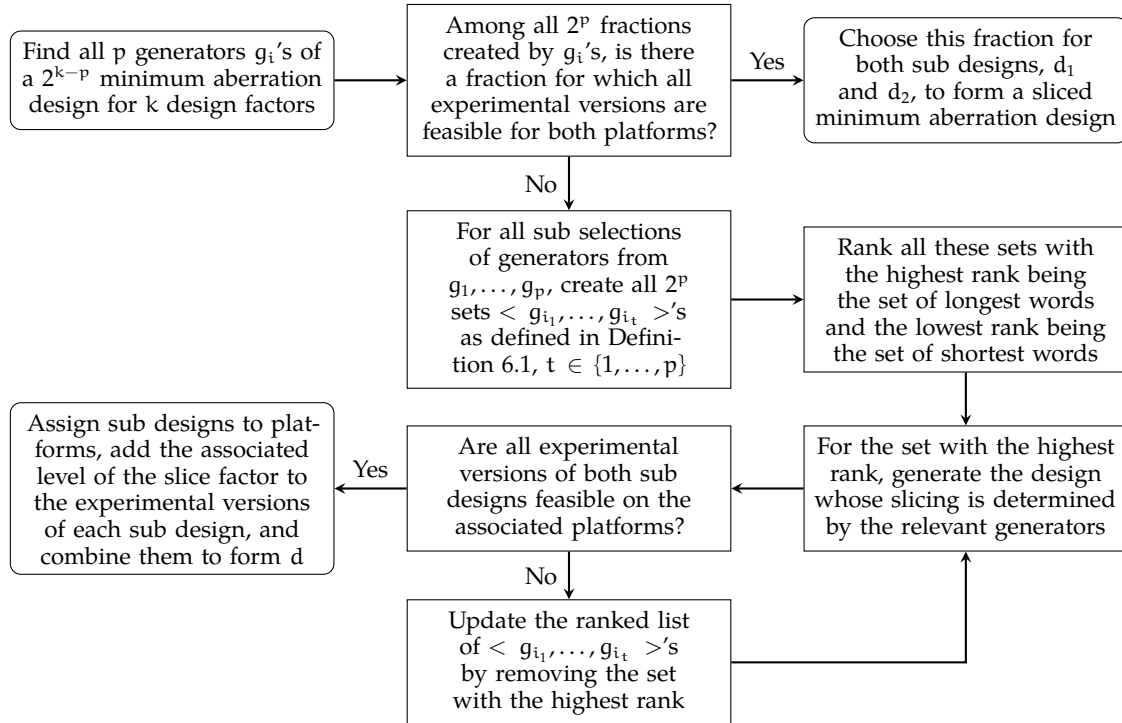 Find all p generators gᵢ's of
a 2ᵏ⁻ᵖ minimum aberration
design for k design factors
Among all 2ᵖ fractions
created by gᵢ's, is there
a fraction for which all
experimental versions are
feasible for both platforms?
Yes
Choose this fraction for
both sub designs, d₁
and d₂, to form a sliced
minimum aberration design
No
For all sub selections
of generators from
g₁, . . . , gₚ, create all 2ᵖ
sets < g_{i₁}, . . . , g_{iₜ} >'s
as defined in Defini-
tion 6.1, t ∈ {1, . . . , p}
Rank all these sets with
the highest rank being
the set of longest words
and the lowest rank being
the set of shortest words
For the set with the highest
rank, generate the design
whose slicing is determined
by the relevant generators
Are all experimental
versions of both sub
designs feasible on the
associated platforms?
Yes
Assign sub designs to plat-
forms, add the associated
level of the slice factor to
the experimental versions
of each sub design, and
combine them to form d
No
Update the ranked list
of < g_{i₁}, . . . , g_{iₜ} >'s
by removing the set
with the highest rank